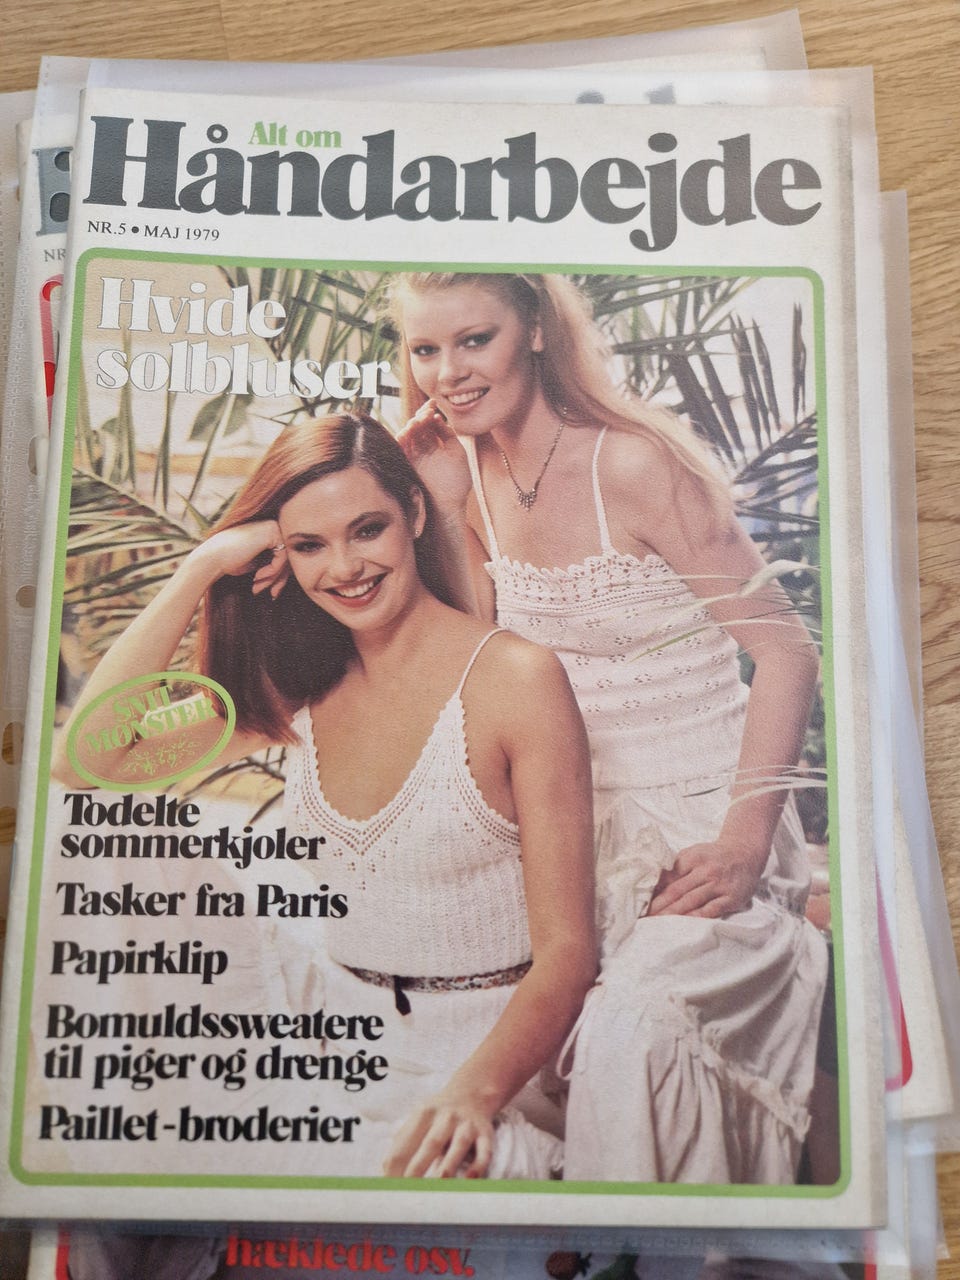 Alt om
Håndarbejde
NR.5 • MAJ 1979
Hvide
solbluser
SNIT
MØNSTER
Todelte
sommerkjoler
Tasker fra Paris
Papirklip
Bomuldssweatere
til piger og drenge
Paillet-broderier
NR
hæklede osv.